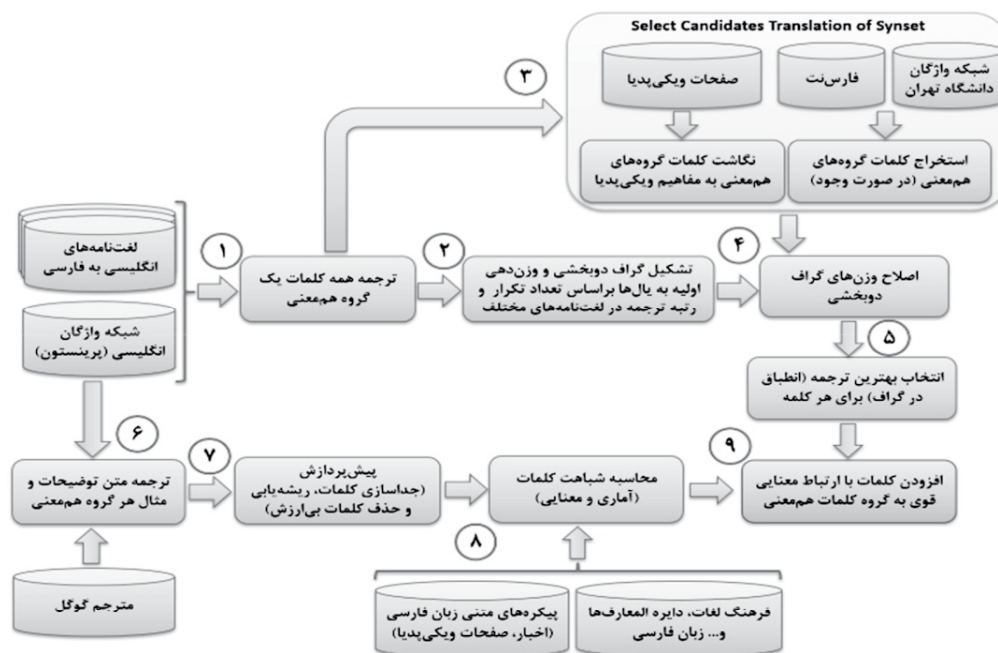 Select Candidates Translation of Synset
شبکه واژگان
دانشگاه تهران
فارس‌نت
صفحات ویکی‌پدیا
۳
استخراج کلمات گروه‌های
هم‌معنی (در صورت وجود)
نگاشت کلمات گروه‌های
هم‌معنی به مفاهیم ویکی‌پدیا
لغت‌نامه‌های
انگلیسی به فارسی
شبکه واژگان
انگلیسی (پرینستون)
۱
ترجمه همه کلمات یک
گروه هم‌معنی
۲
تشکیل گراف دوبخشی و وزن‌دهی
اولیه به یال‌ها براساس تعداد تکرار و
رتبه ترجمه در لغت‌نامه‌های مختلف
۴
اصلاح وزن‌های گراف
دوبخشی
۵
انتخاب بهترین ترجمه (انطباق
در گراف) برای هر کلمه
۶
ترجمه متن توضیحات و
مثال هر گروه هم‌معنی
مترجم گوگل
۷
پیش‌پردازش
(جداسازی کلمات، ریشه‌یابی
و حذف کلمات بی‌ارزش)
محاسبه شباهت کلمات
(آماری و معنایی)
۹
افزودن کلمات با ارتباط معنایی
قوی به گروه کلمات هم‌معنی
۸
فرهنگ لغات، دایره المعارف‌ها
و... زبان فارسی
پیکره‌های متنی زبان فارسی
(اخبار، صفحات ویکی‌پدیا)